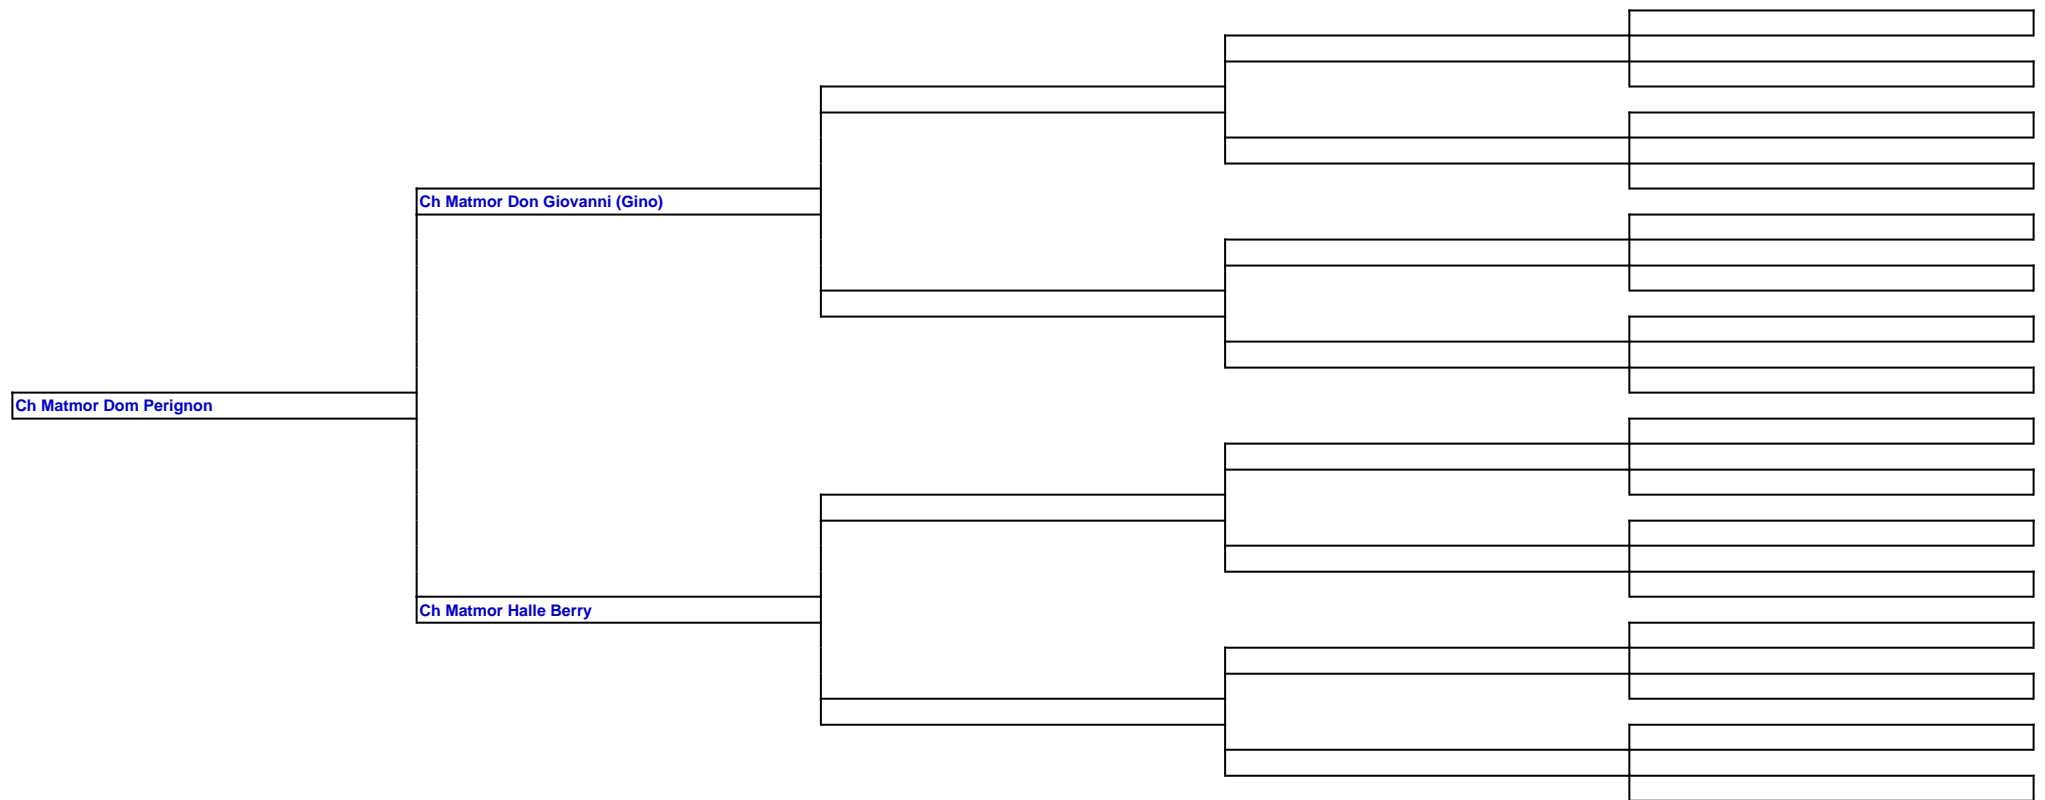 Ch Matmor Don Giovanni (Gino)
Ch Matmor Dom Perignon
Ch Matmor Halle Berry